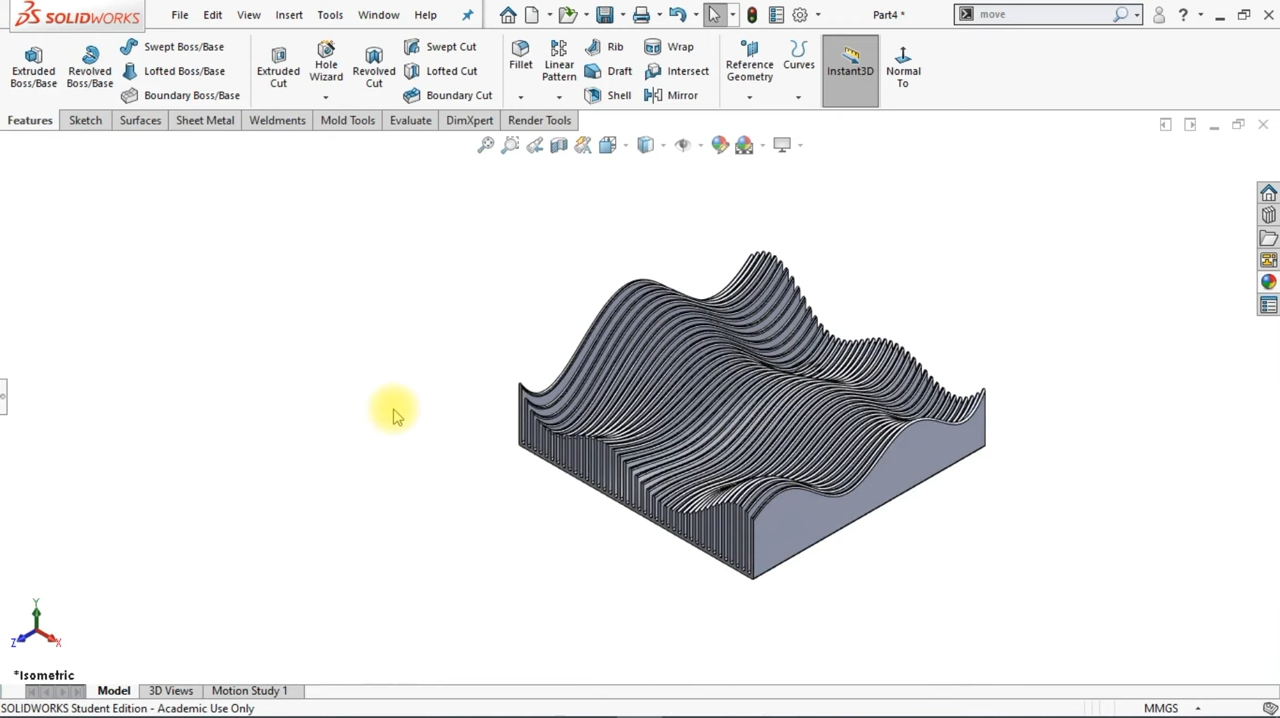 SOLIDWORKS File Edit View Insert Tools Window Help Part4 * move ?
Extruded Boss/Base
Revolved Boss/Base
Swept Boss/Base
Lofted Boss/Base
Boundary Boss/Base
Extruded Cut
Hole Wizard
Revolved Cut
Swept Cut
Lofted Cut
Boundary Cut
Fillet
Linear Pattern
Rib
Draft
Shell
Wrap
Intersect
Mirror
Reference Geometry
Curves
Instant3D
Normal To
Features Sketch Surfaces Sheet Metal Weldments Mold Tools Evaluate DimXpert Render Tools
Y
Z
X
*Isometric
Model 3D Views Motion Study 1
SOLIDWORKS Student Edition - Academic Use Only MMGS